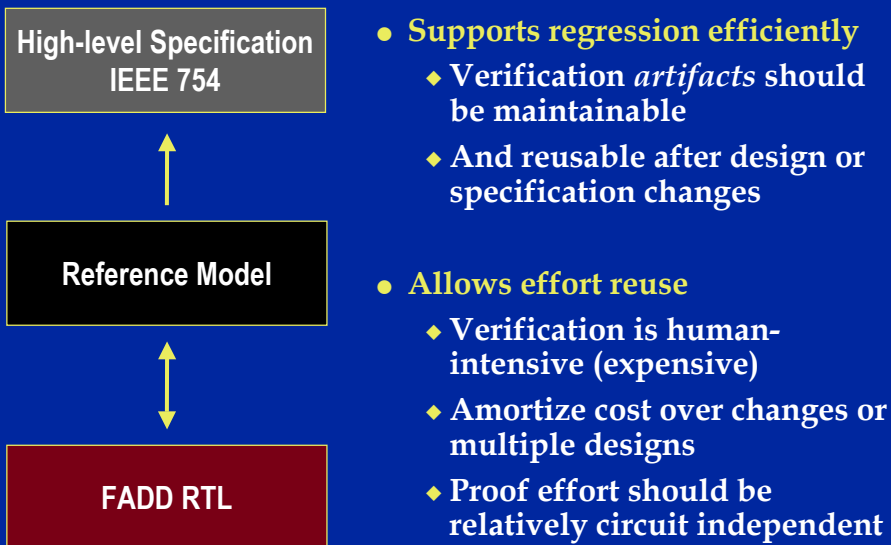 High-level Specification
IEEE 754
Reference Model
FADD RTL
● Supports regression efficiently
◆ Verification artifacts should
be maintainable
◆ And reusable after design or
specification changes
● Allows effort reuse
◆ Verification is human-
intensive (expensive)
◆ Amortize cost over changes or
multiple designs
◆ Proof effort should be
relatively circuit independent